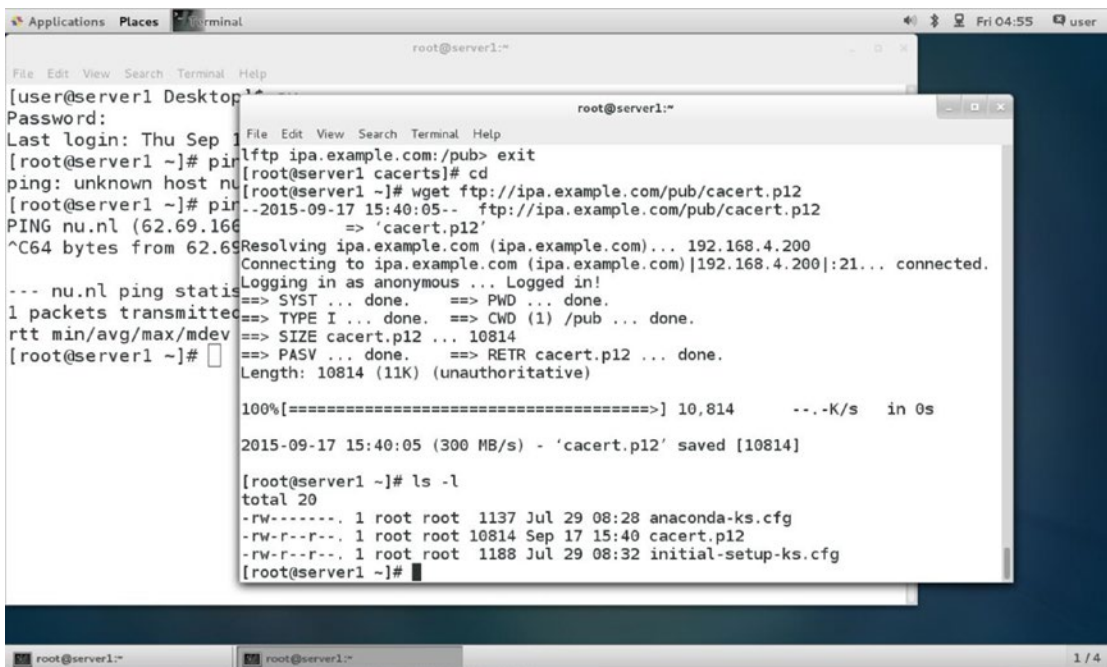 Applications Places Terminal Fri 04:55 user
root@server1:~
File Edit View Search Terminal Help
[user@server1 Desktop]$
Password:
Last login: Thu Sep
[root@server1 ~]# pin
ping: unknown host nu
[root@server1 ~]# pin
PING nu.nl (62.69.166
^C64 bytes from 62.69
--- nu.nl ping statis
1 packets transmitted
rtt min/avg/max/mdev
[root@server1 ~]#
root@server1:~
File Edit View Search Terminal Help
lftp ipa.example.com:/pub> exit
[root@server1 cacerts]# cd
[root@server1 ~]# wget ftp://ipa.example.com/pub/cacert.p12
--2015-09-17 15:40:05--  ftp://ipa.example.com/pub/cacert.p12
=> ‘cacert.p12’
Resolving ipa.example.com (ipa.example.com)... 192.168.4.200
Connecting to ipa.example.com (ipa.example.com)|192.168.4.200|:21... connected.
Logging in as anonymous ... Logged in!
==> SYST ... done.    ==> PWD ... done.
==> TYPE I ... done.  ==> CWD (1) /pub ... done.
==> SIZE cacert.p12 ... 10814
==> PASV ... done.    ==> RETR cacert.p12 ... done.
Length: 10814 (11K) (unauthoritative)
100%[======================================>] 10,814      --.-K/s   in 0s
2015-09-17 15:40:05 (300 MB/s) - ‘cacert.p12’ saved [10814]
[root@server1 ~]# ls -l
total 20
-rw-------. 1 root root  1137 Jul 29 08:28 anaconda-ks.cfg
-rw-r--r--. 1 root root 10814 Sep 17 15:40 cacert.p12
-rw-r--r--. 1 root root  1188 Jul 29 08:32 initial-setup-ks.cfg
[root@server1 ~]#
root@server1:~ root@server1:~ 1 / 4